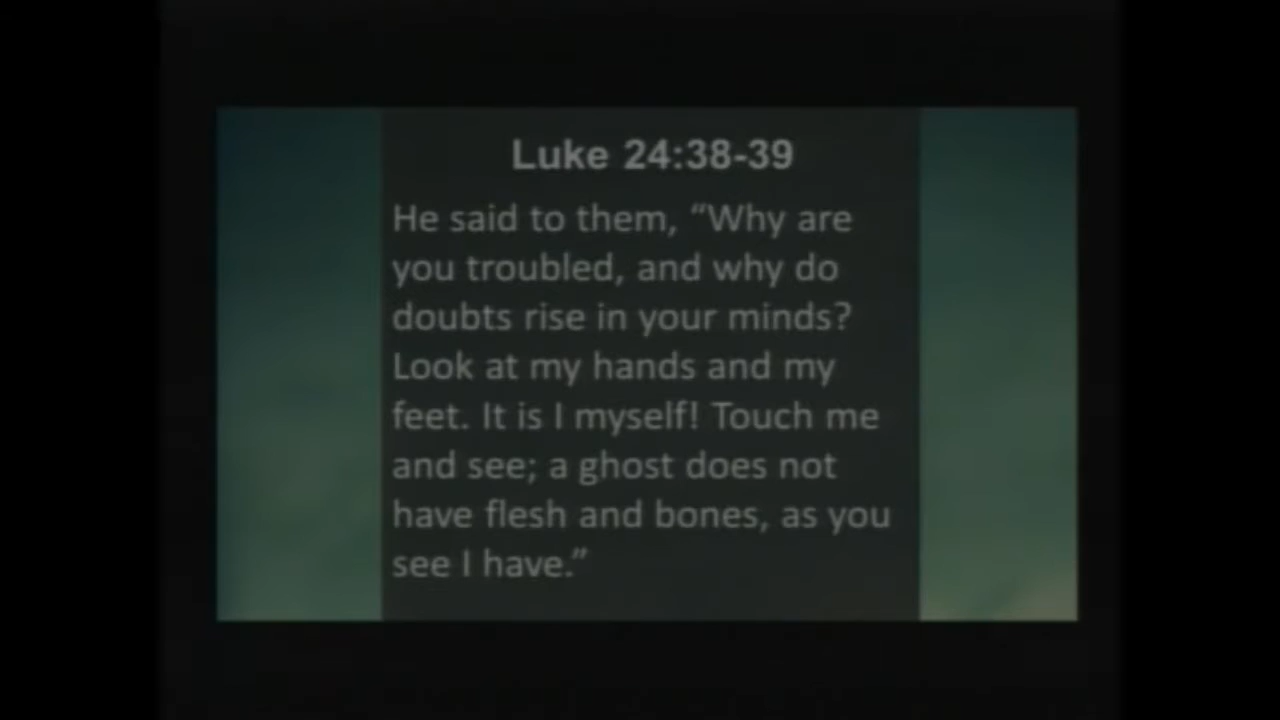 Luke 24:38-39
He said to them, “Why are
you troubled, and why do
doubts rise in your minds?
Look at my hands and my
feet. It is I myself! Touch me
and see; a ghost does not
have flesh and bones, as you
see I have.”